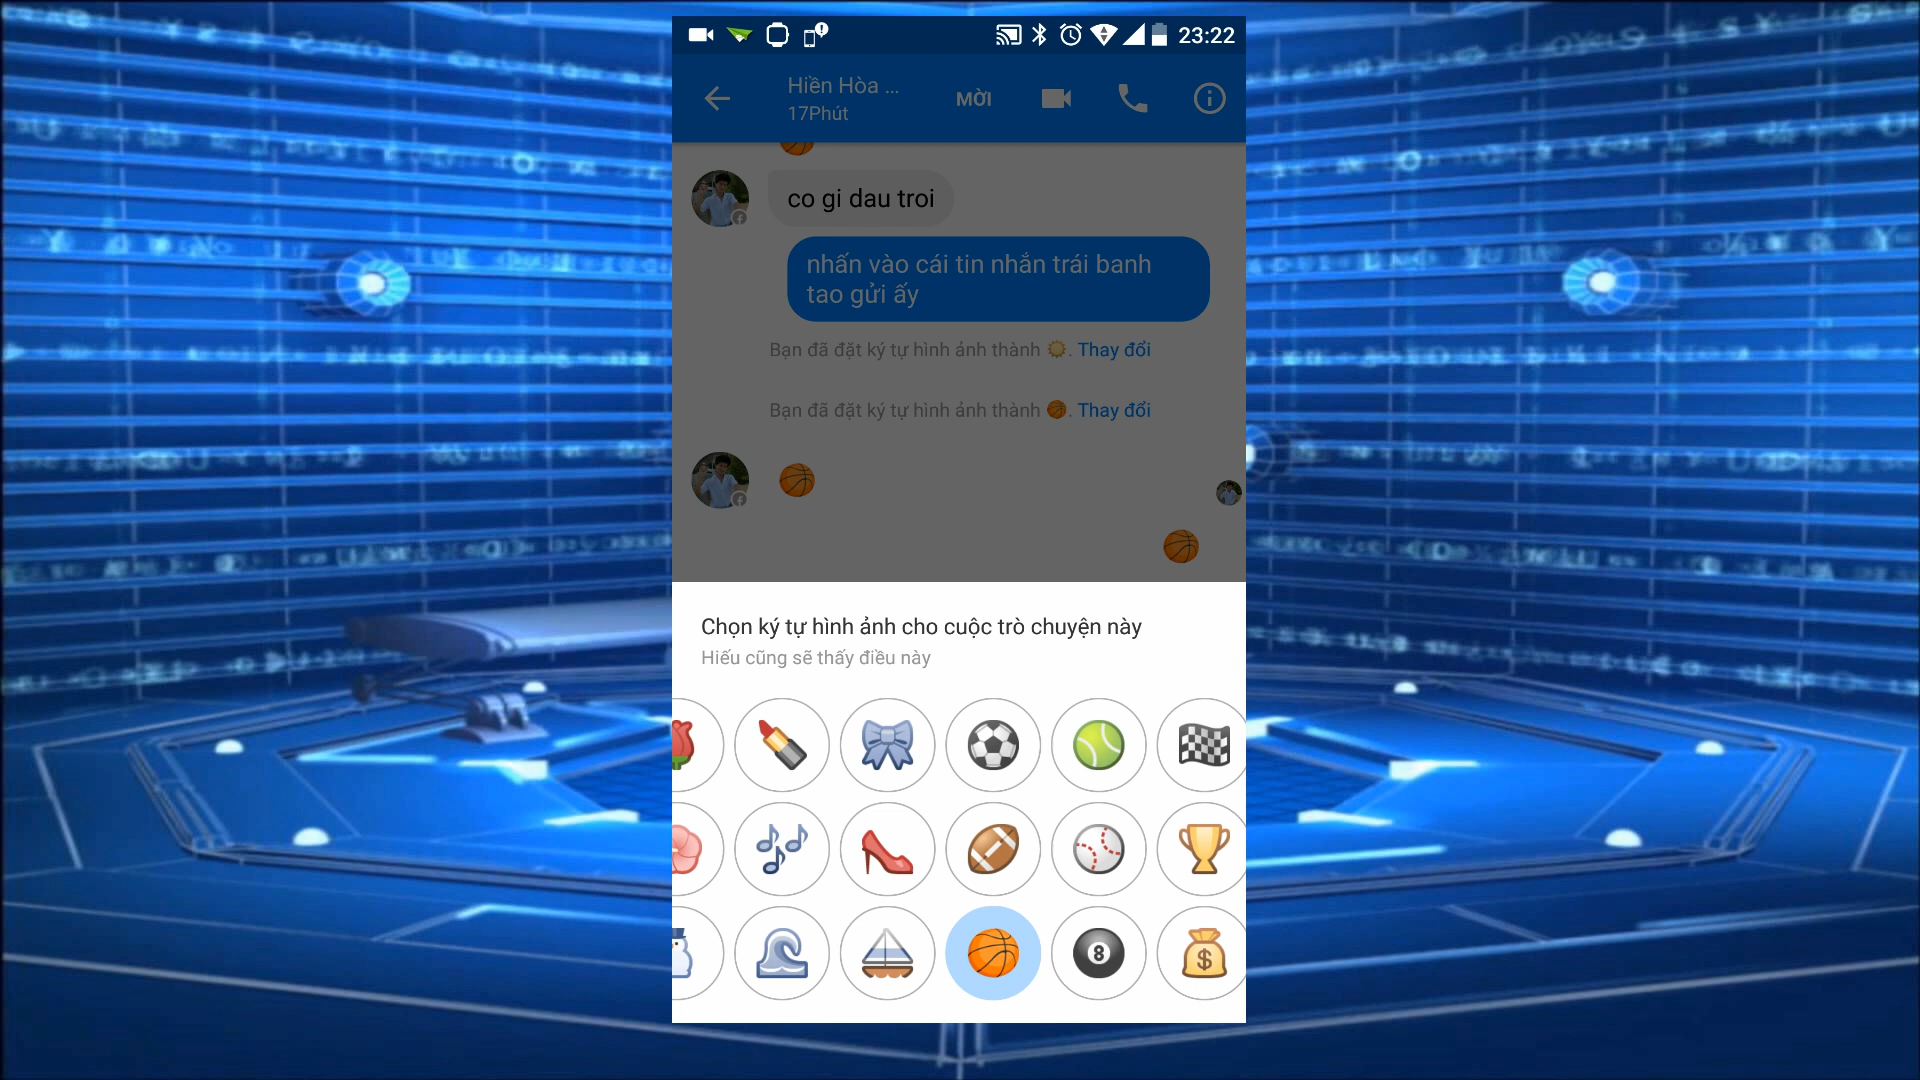 23:22
Hiền Hòa ...
17Phút
MỜI
co gi dau troi
nhấn vào cái tin nhắn trái banh
tao gửi ấy
Bạn đã đặt ký tự hình ảnh thành 🌞. Thay đổi
Bạn đã đặt ký tự hình ảnh thành 🏀. Thay đổi
Chọn ký tự hình ảnh cho cuộc trò chuyện này
Hiếu cũng sẽ thấy điều này
8
$